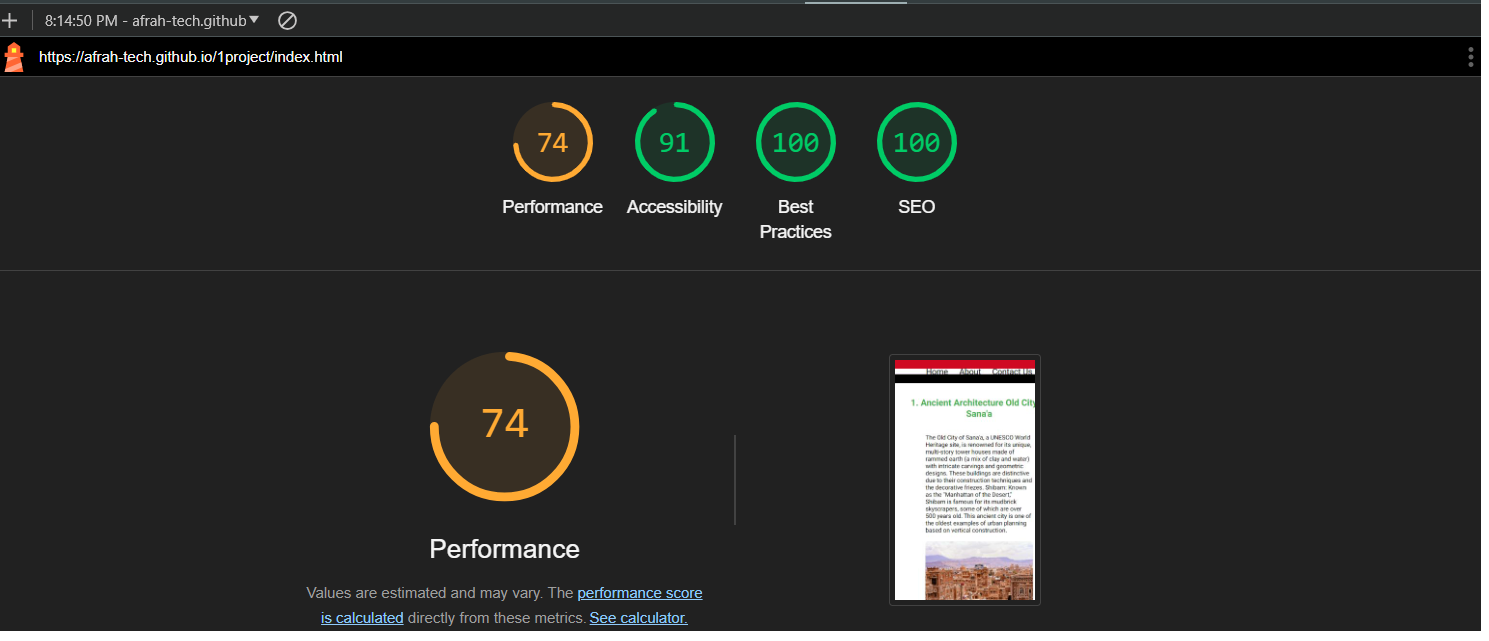 8:14:50 PM - afrah-tech.github
https://afrah-tech.github.io/1project/index.html
74
91
100
100
Performance
Accessibility
Best
Practices
SEO
74
Performance
Values are estimated and may vary. The performance score
is calculated directly from these metrics. See calculator.
Home About Contact Us
1. Ancient Architecture Old City
Sana'a
The Old City of Sana'a, a UNESCO World
Heritage site, is renowned for its unique,
multi-story tower houses made of
rammed earth (a mix of clay and water)
with intricate carvings and geometric
designs. These buildings are distinctive
due to their construction techniques and
the decorative friezes. Shibam: Known
as the "Manhattan of the Desert,"
Shibam is famous for its mudbrick
skyscrapers, some of which are over
500 years old. This ancient city is one of
the oldest examples of urban planning
based on vertical construction.